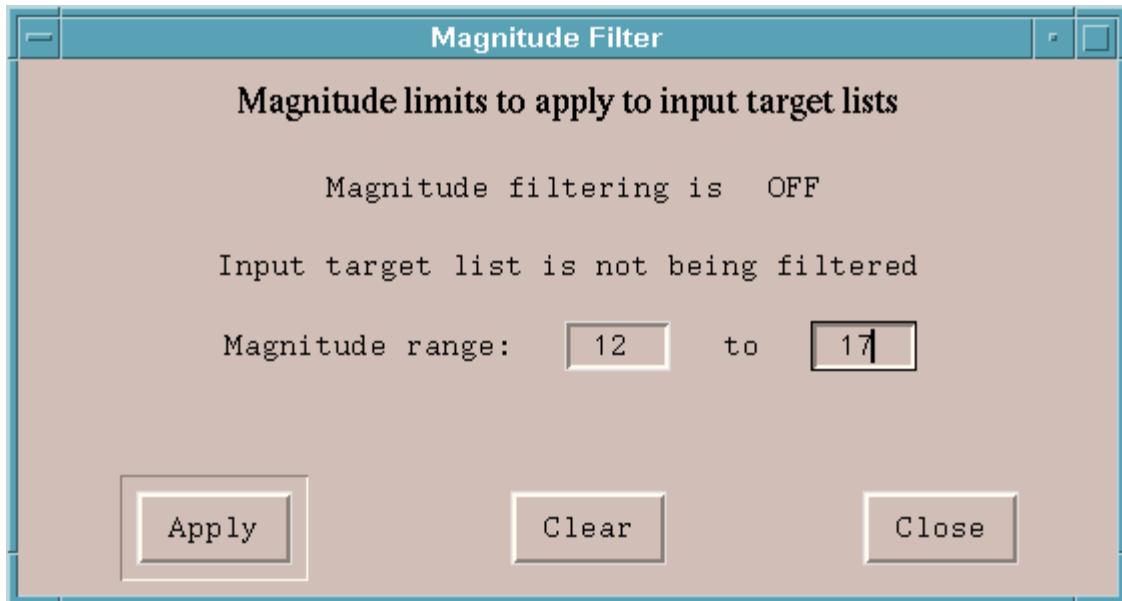 Magnitude Filter
Magnitude limits to apply to input target lists
Magnitude filtering is OFF
Input target list is not being filtered
Magnitude range: 12 to 17
Apply Clear Close